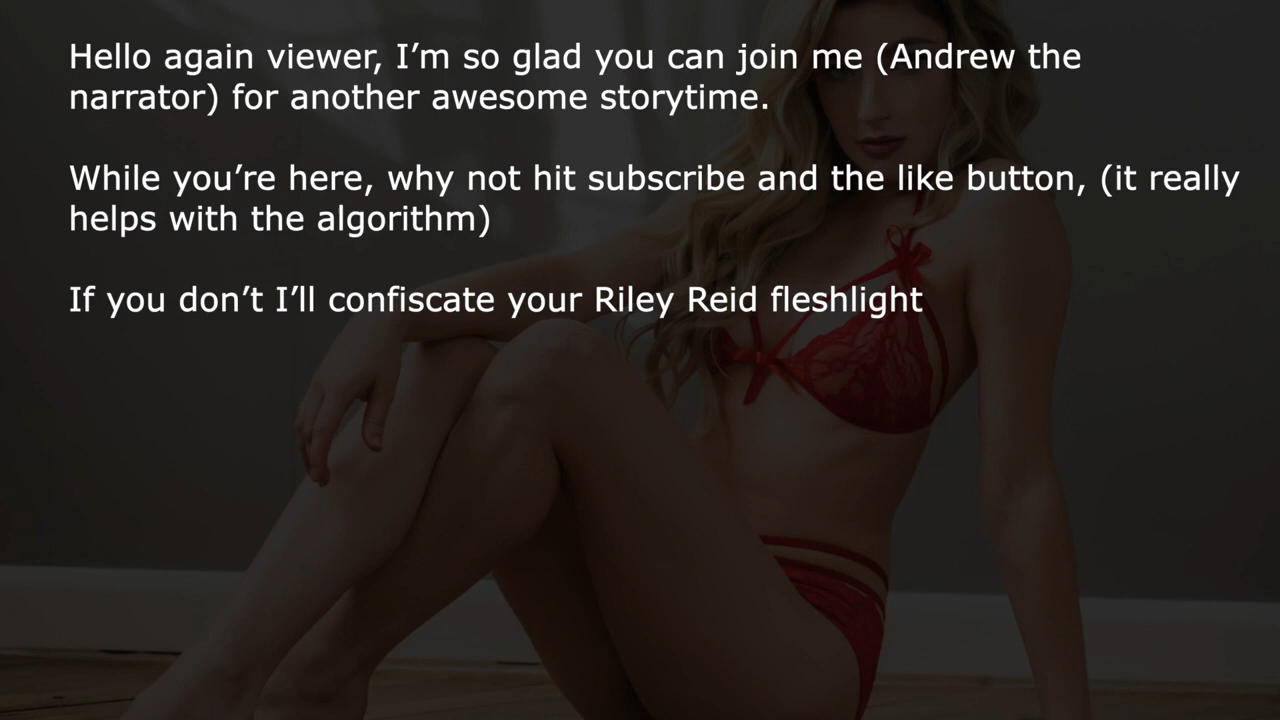 Hello again viewer, I’m so glad you can join me (Andrew the
narrator) for another awesome storytime.
While you’re here, why not hit subscribe and the like button, (it really
helps with the algorithm)
If you don’t I’ll confiscate your Riley Reid fleshlight